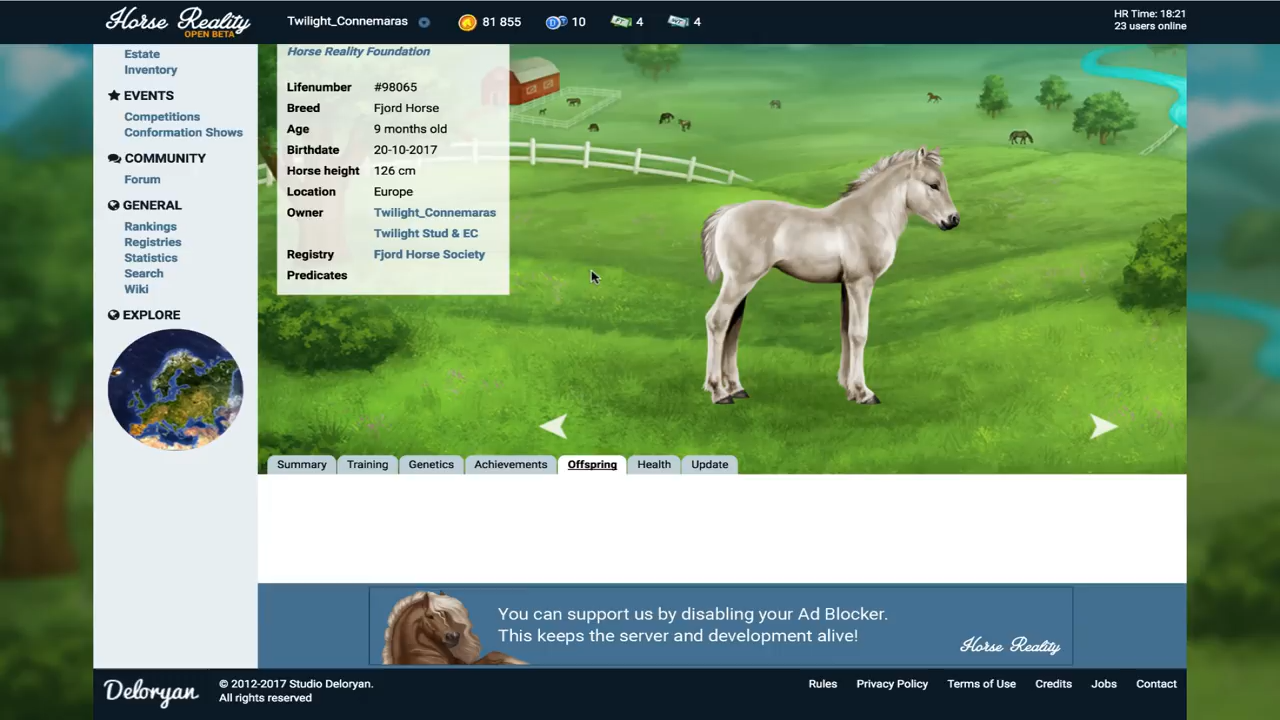 Horse Reality
OPEN BETA
Twilight_Connemaras
81 855
10
4
4
HR Time: 18:21
23 users online
Estate
Inventory
EVENTS
Competitions
Conformation Shows
COMMUNITY
Forum
GENERAL
Rankings
Registries
Statistics
Search
Wiki
EXPLORE
Horse Reality Foundation
Lifenumber #98065
Breed Fjord Horse
Age 9 months old
Birthdate 20-10-2017
Horse height 126 cm
Location Europe
Owner Twilight_Connemaras
Twilight Stud & EC
Registry Fjord Horse Society
Predicates
Summary Training Genetics Achievements Offspring Health Update
You can support us by disabling your Ad Blocker.
This keeps the server and development alive!
Horse Reality
Deloryan
© 2012-2017 Studio Deloryan.
All rights reserved
Rules Privacy Policy Terms of Use Credits Jobs Contact